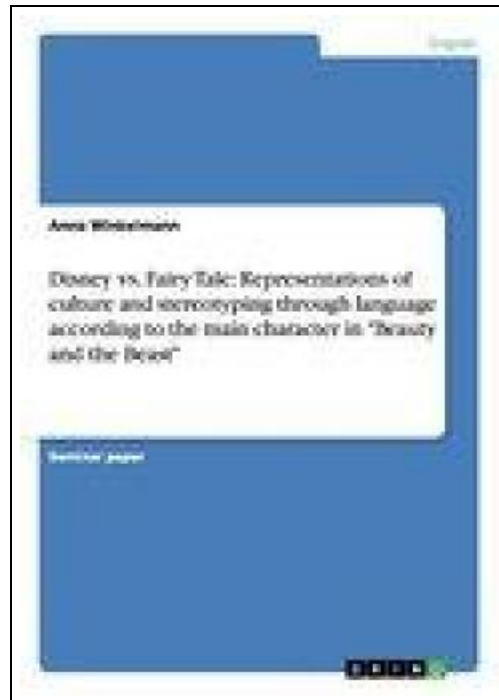 English
Anna Winkelmann
Disney vs. Fairy Tale: Representations of
culture and stereotyping through language
according to the main character in "Beauty
and the Beast"
Seminar paper